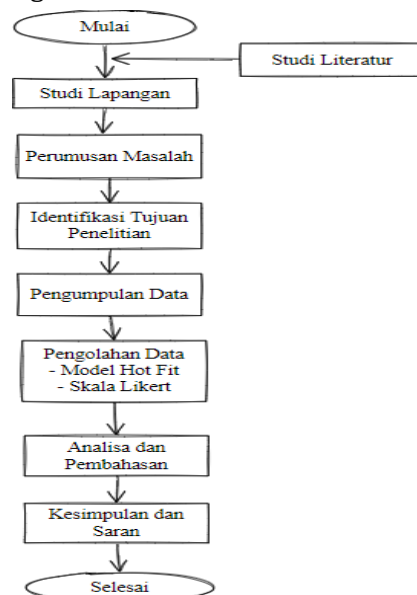 Mulai
Studi Literatur
Studi Lapangan
Perumusan Masalah
Identifikasi Tujuan
Penelitian
Pengumpulan Data
Pengolahan Data
- Model Hot Fit
- Skala Likert
Analisa dan
Pembahasan
Kesimpulan dan
Saran
Selesai